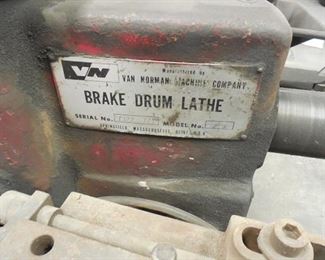 VN
Manufactured by
VAN NORMAN MACHINE COMPANY
BRAKE DRUM LATHE
SERIAL No. MODEL No.
SPRINGFIELD, MASSACHUSETTS, U.S.A.